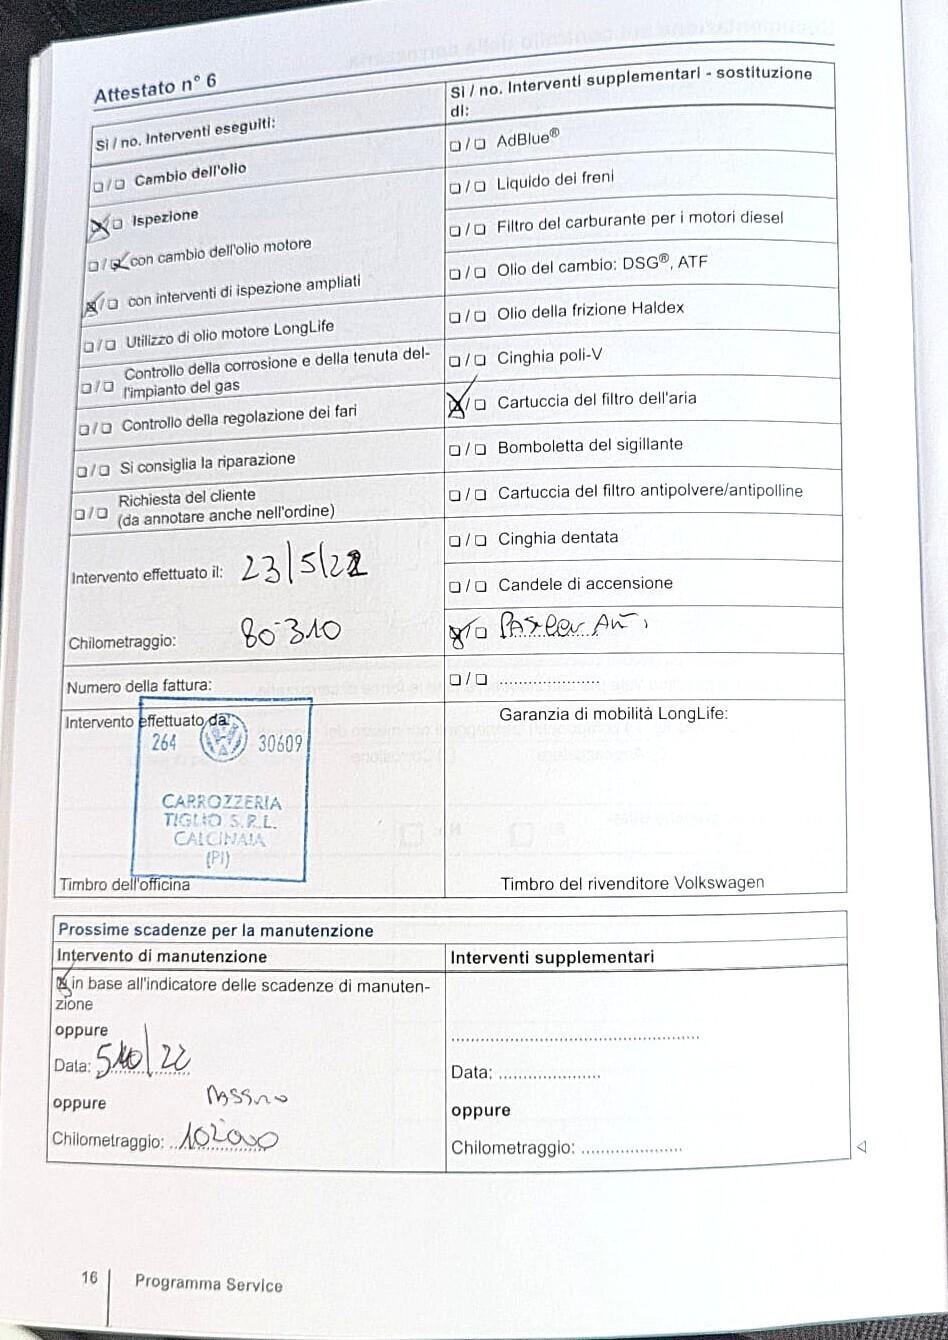 Attestato n° 6
Si / no. Interventi eseguiti:
Si / no. Interventi supplementari - sostituzione
di:
☐ / ☐ Cambio dell'olio
☒ / ☐ Ispezione
☐ / ☒ con cambio dell'olio motore
☒ / ☐ con interventi di ispezione ampliati
☐ / ☐ Utilizzo di olio motore LongLife
☐ / ☐ Controllo della corrosione e della tenuta del-
l'impianto del gas
☐ / ☐ Controllo della regolazione dei fari
☐ / ☐ Si consiglia la riparazione
☐ / ☐ Richiesta del cliente
(da annotare anche nell'ordine)
☐ / ☐ AdBlue®
☐ / ☐ Liquido dei freni
☐ / ☐ Filtro del carburante per i motori diesel
☐ / ☐ Olio del cambio: DSG®, ATF
☐ / ☐ Olio della frizione Haldex
☐ / ☐ Cinghia poli-V
☒ / ☐ Cartuccia del filtro dell'aria
☐ / ☐ Bomboletta del sigillante
☐ / ☐ Cartuccia del filtro antipolvere/antipolline
☐ / ☐ Cinghia dentata
☐ / ☐ Candele di accensione
☒ / ☐
☐ / ☐ ....................
Intervento effettuato il:
23/5/22
Chilometraggio: 80310
Numero della fattura:
Intervento effettuato da:
264 30609
CARROZZERIA
TIGLIO S.R.L.
CALCINAIA
(PI)
Timbro dell'officina
Garanzia di mobilità LongLife:
Timbro del rivenditore Volkswagen
Prossime scadenze per la manutenzione
Intervento di manutenzione
☒ in base all'indicatore delle scadenze di manuten-
zione
oppure
Data:
oppure
Chilometraggio: 102000
Interventi supplementari
Data: ....................
oppure
Chilometraggio: ....................
16 Programma Service